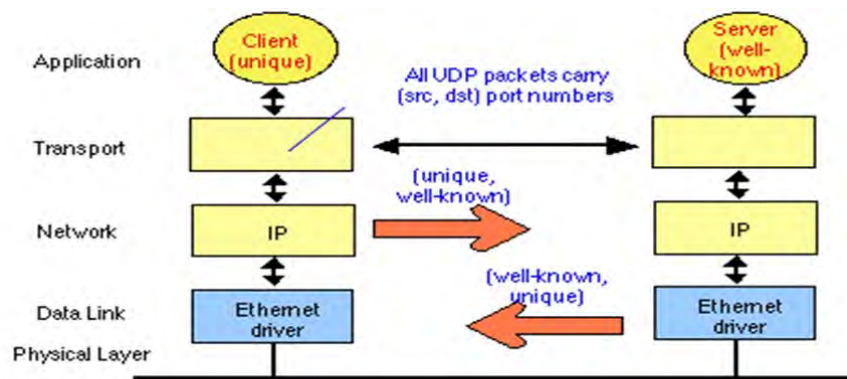 Application
Client
(unique)
Server
(well-
known)
All UDP packets carry
(src, dst) port numbers
Transport
(unique,
well-known)
Network
IP
IP
(well-known,
unique)
Data Link
Ethernet
driver
Ethernet
driver
Physical Layer